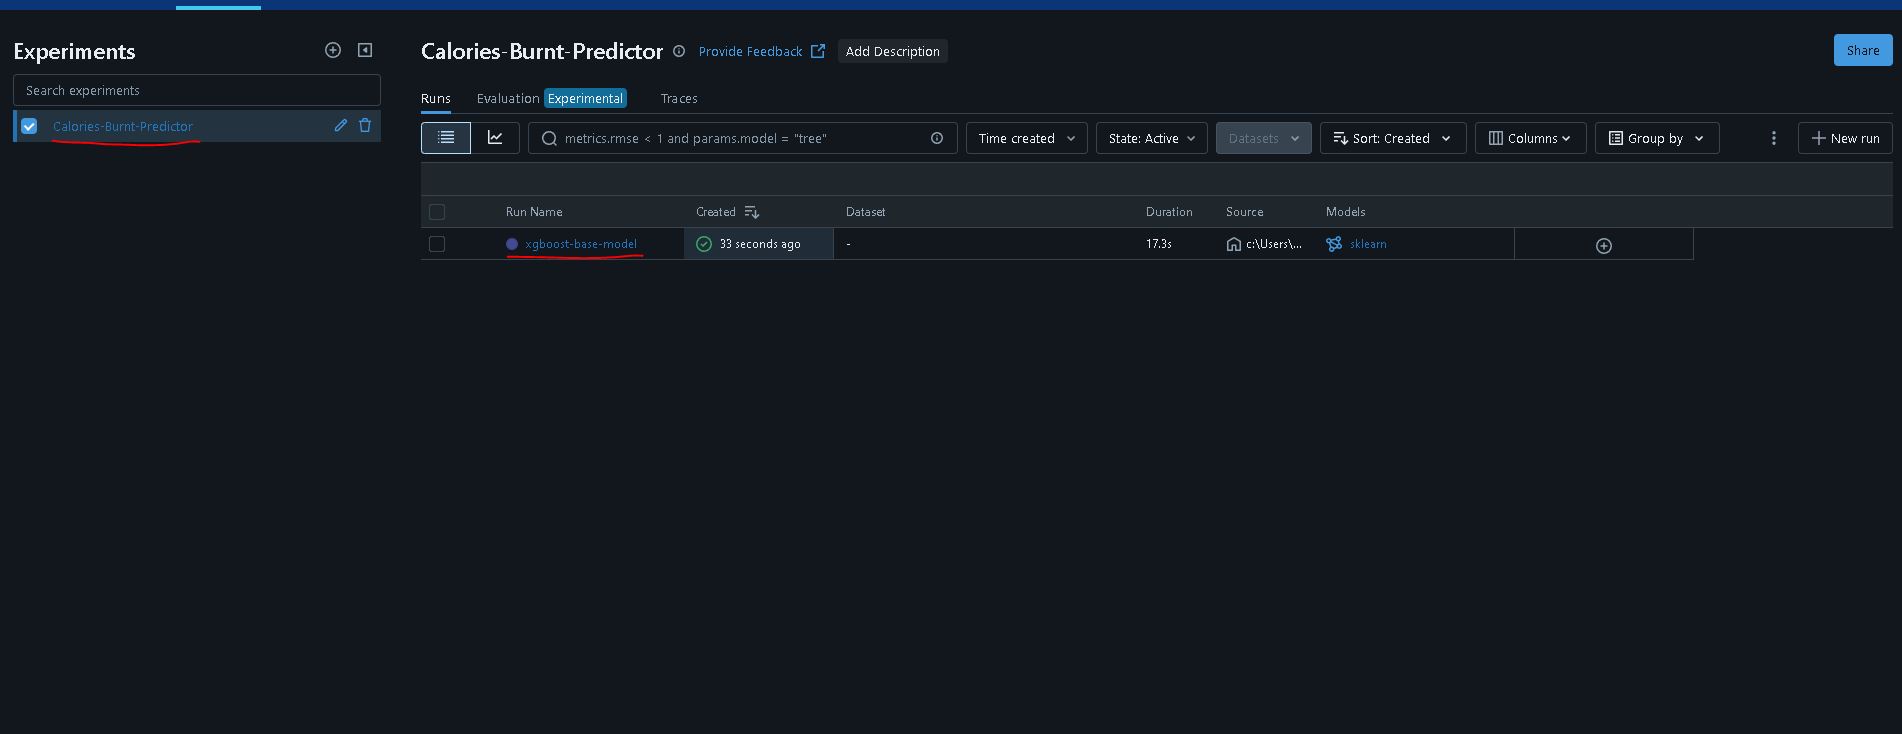 Experiments
Search experiments
Calories-Burnt-Predictor
Calories-Burnt-Predictor Provide Feedback Add Description Share
Runs Evaluation Experimental Traces
metrics.rmse < 1 and params.model = "tree" Time created State: Active Datasets Sort: Created Columns Group by New run
Run Name Created Dataset Duration Source Models
xgboost-base-model 33 seconds ago - 17.3s c:\Users\... sklearn